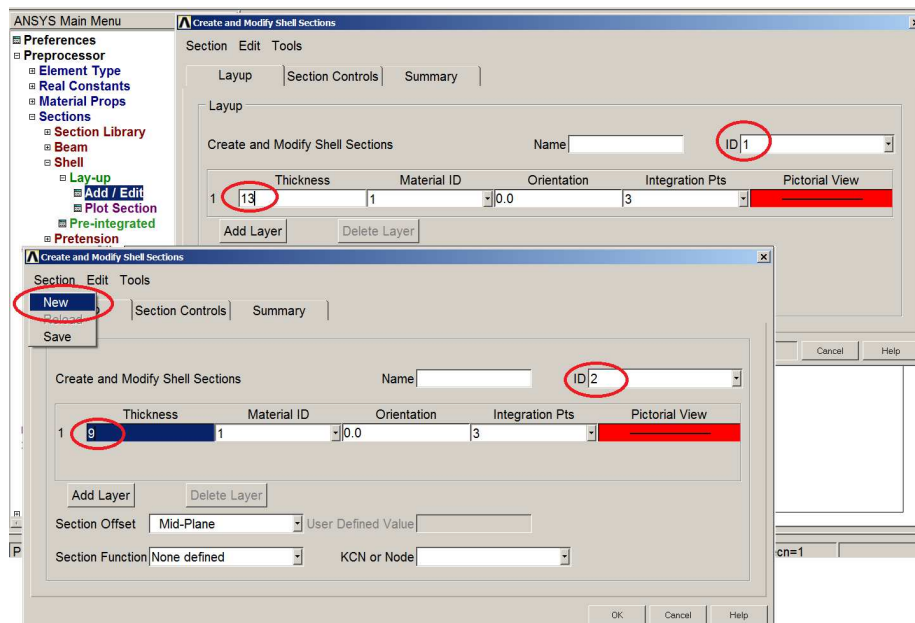 ANSYS Main Menu
Preferences
Preprocessor
Element Type
Real Constants
Material Props
Sections
Section Library
Beam
Shell
Lay-up
Add / Edit
Plot Section
Pre-integrated
Pretension
Create and Modify Shell Sections
Section Edit Tools
Layup Section Controls Summary
Layup
Create and Modify Shell Sections Name ID 1
Thickness Material ID Orientation Integration Pts Pictorial View
1 13 1 0.0 3
Add Layer Delete Layer
Cancel Help
Create and Modify Shell Sections
Section Edit Tools
New
Reload
Save
Section Controls Summary
Create and Modify Shell Sections Name ID 2
Thickness Material ID Orientation Integration Pts Pictorial View
1 9 1 0.0 3
Add Layer Delete Layer
Section Offset Mid-Plane User Defined Value
Section Function None defined KCN or Node
OK Cancel Help
P
cn=1